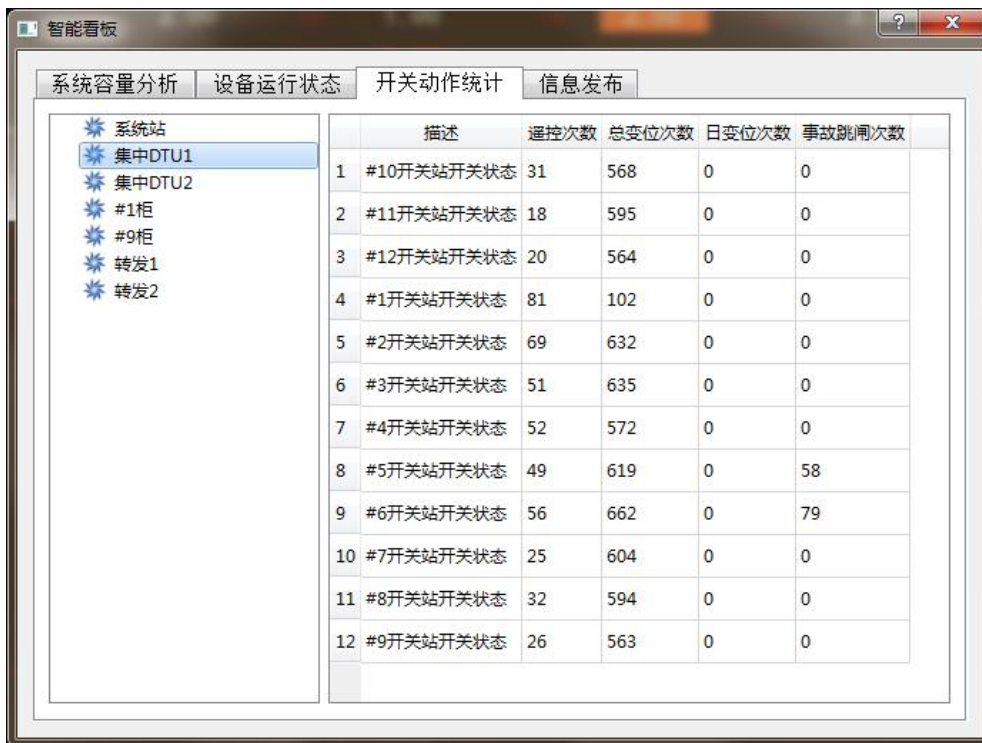 智能看板
系统容量分析 设备运行状态 开关动作统计 信息发布
系统站
集中DTU1
集中DTU2
#1柜
#9柜
转发1
转发2
描述 遥控次数 总变位次数 日变位次数 事故跳闸次数
1 #10开关站开关状态 31 568 0 0
2 #11开关站开关状态 18 595 0 0
3 #12开关站开关状态 20 564 0 0
4 #1开关站开关状态 81 102 0 0
5 #2开关站开关状态 69 632 0 0
6 #3开关站开关状态 51 635 0 0
7 #4开关站开关状态 52 572 0 0
8 #5开关站开关状态 49 619 0 58
9 #6开关站开关状态 56 662 0 79
10 #7开关站开关状态 25 604 0 0
11 #8开关站开关状态 32 594 0 0
12 #9开关站开关状态 26 563 0 0